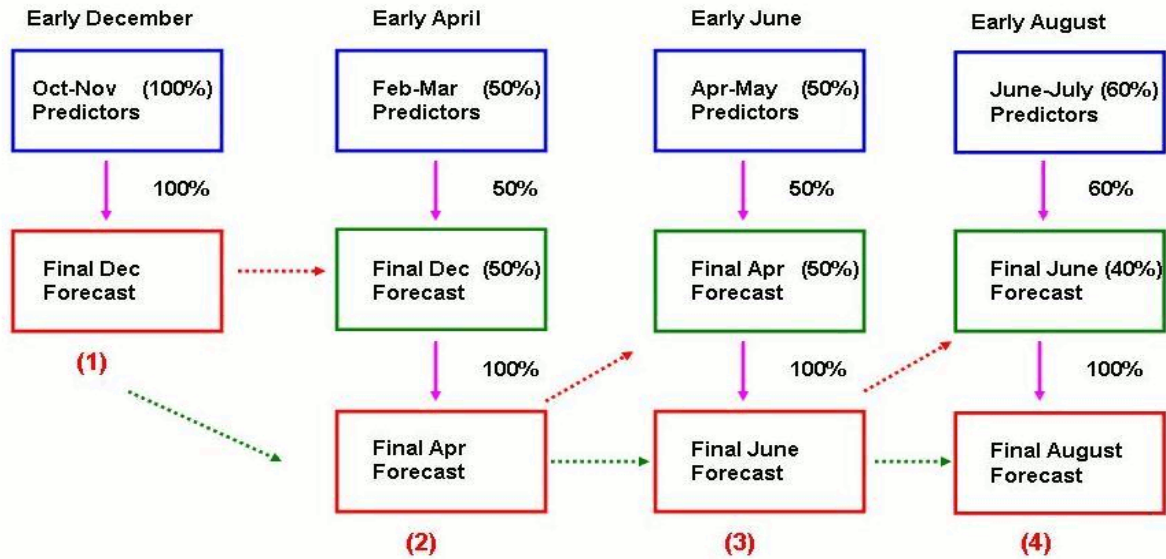 Early December
Early April
Early June
Early August
Oct-Nov (100%)
Predictors
Feb-Mar (50%)
Predictors
Apr-May (50%)
Predictors
June-July (60%)
Predictors
100%
50%
50%
60%
Final Dec
Forecast
Final Dec (50%)
Forecast
Final Apr (50%)
Forecast
Final June (40%)
Forecast
(1)
100%
100%
100%
Final Apr
Forecast
Final June
Forecast
Final August
Forecast
(2)
(3)
(4)